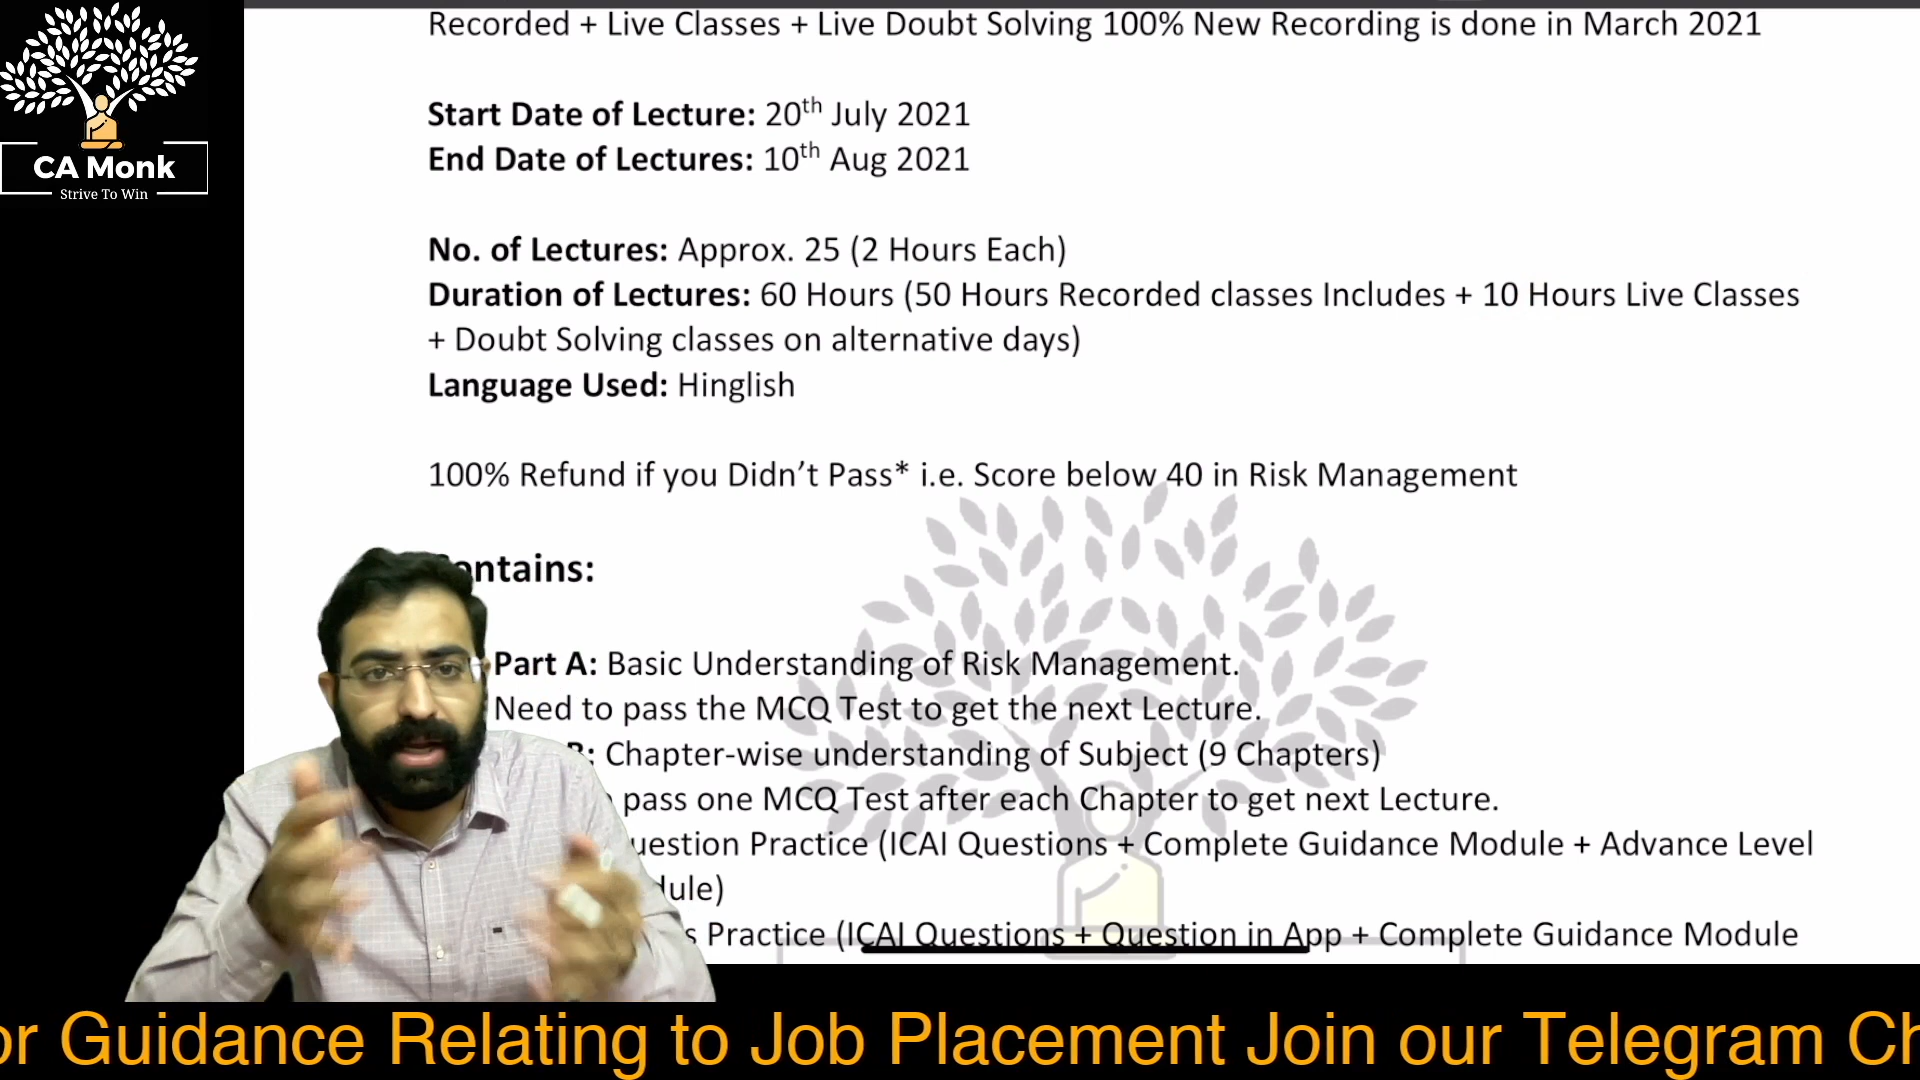 CA Monk
Strive To Win
Recorded + Live Classes + Live Doubt Solving 100% New Recording is done in March 2021
Start Date of Lecture: 20th July 2021
End Date of Lectures: 10th Aug 2021
No. of Lectures: Approx. 25 (2 Hours Each)
Duration of Lectures: 60 Hours (50 Hours Recorded classes Includes + 10 Hours Live Classes
+ Doubt Solving classes on alternative days)
Language Used: Hinglish
100% Refund if you Didn't Pass* i.e. Score below 40 in Risk Management
ntains:
Part A: Basic Understanding of Risk Management.
Need to pass the MCQ Test to get the next Lecture.
B: Chapter-wise understanding of Subject (9 Chapters)
pass one MCQ Test after each Chapter to get next Lecture.
uestion Practice (ICAI Questions + Complete Guidance Module + Advance Level
ule)
s Practice (ICAI Questions + Question in App + Complete Guidance Module
or Guidance Relating to Job Placement Join our Telegram Ch